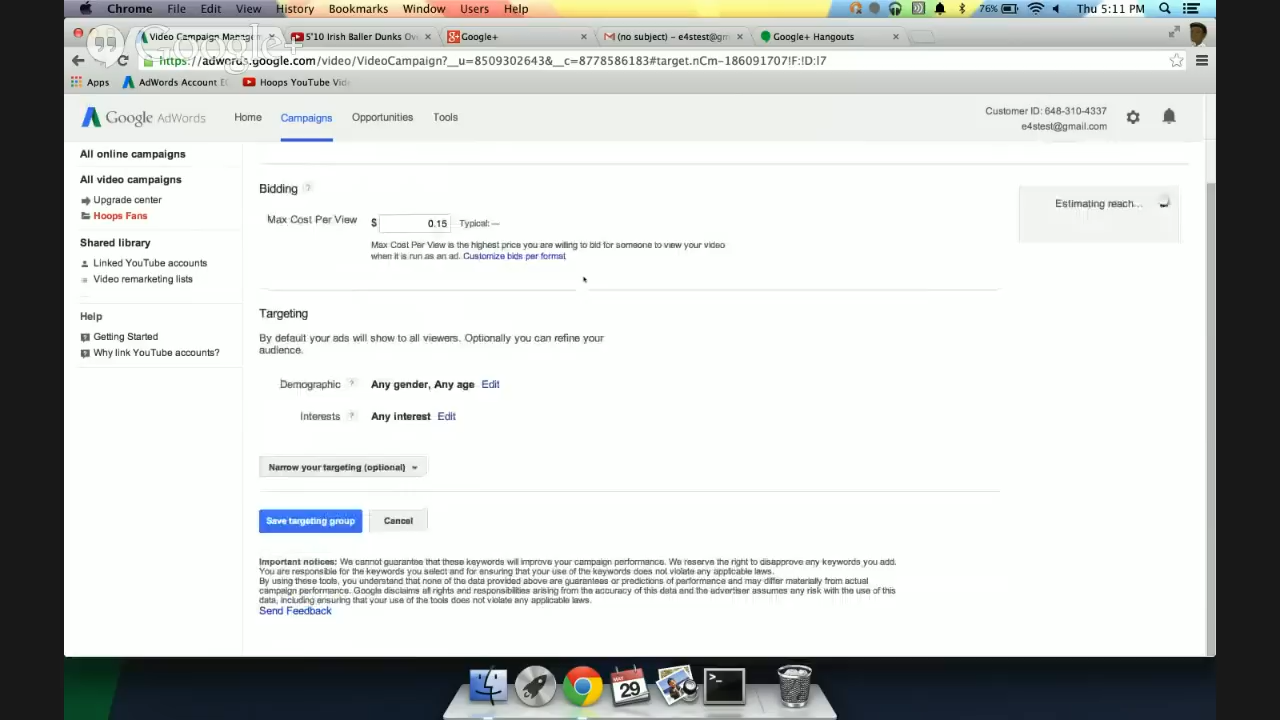 Chrome File Edit View History Bookmarks Window Users Help 76% Thu 5:11 PM
Google+
Video Campaign Manage 5'10 Irish Baller Dunks Ov Google+ (no subject) – e4stest@gm Google+ Hangouts
https://adwords.google.com/video/VideoCampaign?__u=8509302643&__c=8778586183#target.nCm-186091707!F:!D:l7
Apps AdWords Account E Hoops YouTube Vid
Google AdWords Home Campaigns Opportunities Tools
Customer ID: 648-310-4337
e4stest@gmail.com
All online campaigns
All video campaigns
Upgrade center
Hoops Fans
Shared library
Linked YouTube accounts
Video remarketing lists
Help
Getting Started
Why link YouTube accounts?
Bidding ?
Max Cost Per View $ 0.15 Typical: —
Max Cost Per View is the highest price you are willing to bid for someone to view your video
when it is run as an ad. Customize bids per format
Estimating reach...
Targeting
By default your ads will show to all viewers. Optionally you can refine your
audience.
Demographic ? Any gender, Any age Edit
Interests ? Any interest Edit
Narrow your targeting (optional)
Save targeting group Cancel
Important notices: We cannot guarantee that these keywords will improve your campaign performance. We reserve the right to disapprove any keywords you add.
You are responsible for the keywords you select and for ensuring that your use of the keywords does not violate any applicable laws.
By using these tools, you understand that none of the data provided above are guarantees or predictions of performance and may differ materially from actual
campaign performance. Google disclaims all rights and responsibilities arising from the accuracy of this data and the advertiser assumes any risk with the use of this
data, including ensuring that your use of the tools does not violate any applicable laws.
Send Feedback
29